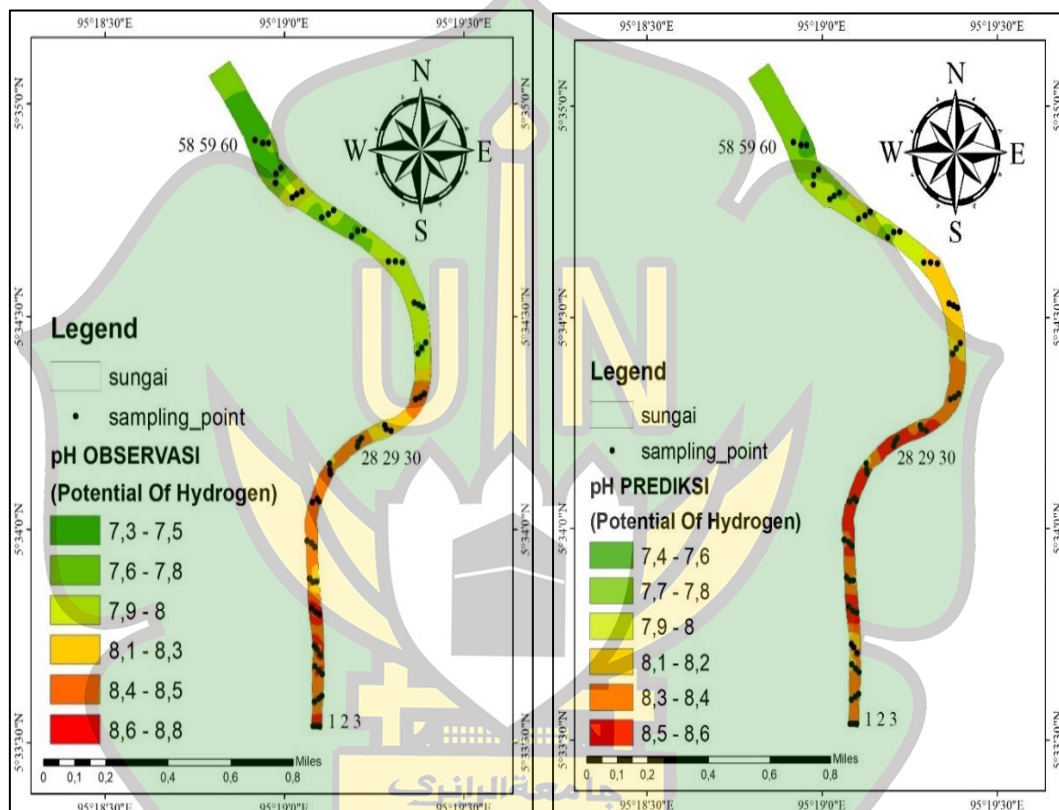 95°18'30"E 95°19'0"E 95°19'30"E
5°35'0"N
5°34'30"N
5°34'0"N
5°33'30"N
N
W E
S
58 59 60
28 29 30
1 2 3
Legend
sungai
sampling_point
pH OBSERVASI
(Potential Of Hydrogen)
7,3 - 7,5
7,6 - 7,8
7,9 - 8
8,1 - 8,3
8,4 - 8,5
8,6 - 8,8
Miles
0 0,1 0,2 0,4 0,6 0,8
95°18'30"E 95°19'0"E 95°19'30"E
95°18'30"E 95°19'0"E 95°19'30"E
5°35'0"N
5°34'30"N
5°34'0"N
5°33'30"N
N
W E
S
58 59 60
28 29 30
1 2 3
Legend
sungai
sampling_point
pH PREDIKSI
(Potential Of Hydrogen)
7,4 - 7,6
7,7 - 7,8
7,9 - 8
8,1 - 8,2
8,3 - 8,4
8,5 - 8,6
Miles
0 0,1 0,2 0,4 0,6 0,8
95°18'30"E 95°19'0"E 95°19'30"E
UIN
جامعة الرانري